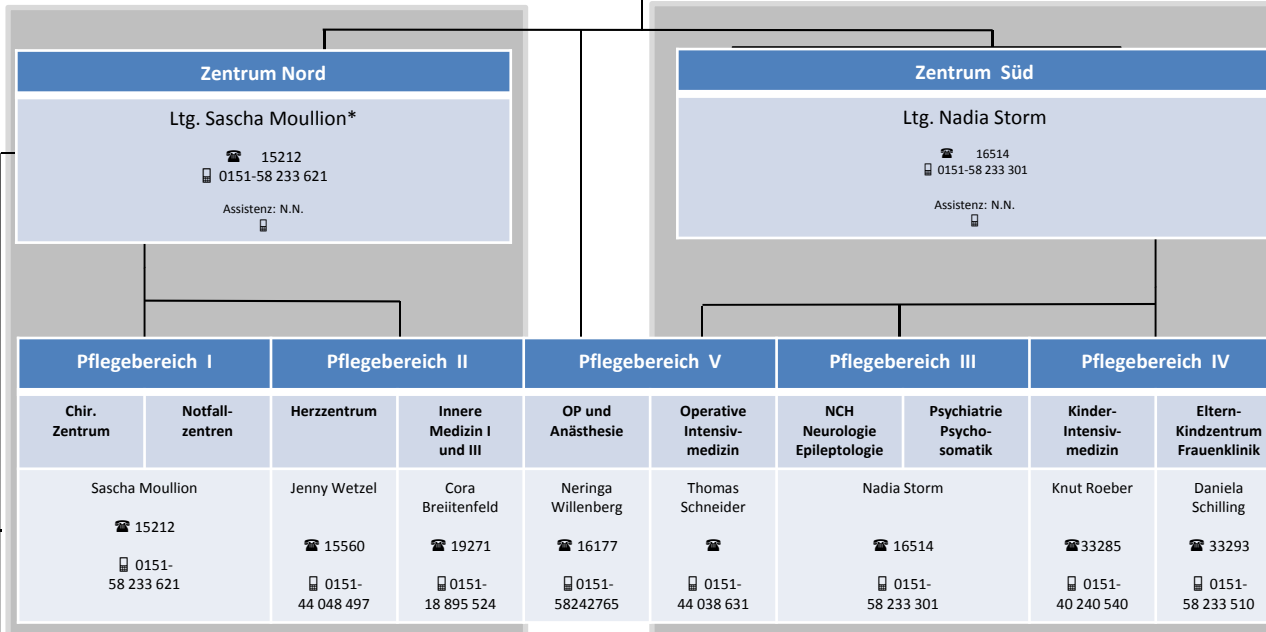 Zentrum Nord
Ltg. Sascha Moullion*
☎ 15212
0151-58 233 621
Assistenz: N.N.
Zentrum Süd
Ltg. Nadia Storm
☎ 16514
0151-58 233 301
Assistenz: N.N.
Pflegebereich I
Pflegebereich II
Pflegebereich V
Pflegebereich III
Pflegebereich IV
Chir.
Zentrum
Notfall-
zentren
Herzzentrum
Innere
Medizin I
und III
OP und
Anästhesie
Operative
Intensiv-
medizin
NCH
Neurologie
Epileptologie
Psychiatrie
Psycho-
somatik
Kinder-
Intensiv-
medizin
Eltern-
Kindzentrum
Frauenklinik
Sascha Moullion
☎ 15212
0151-
58 233 621
Jenny Wetzel
☎ 15560
0151-
44 048 497
Cora
Breiitenfeld
☎ 19271
0151-
18 895 524
Neringa
Willenberg
☎ 16177
0151-
58242765
Thomas
Schneider
☎
0151-
44 038 631
Nadia Storm
☎ 16514
0151-
58 233 301
Knut Roeber
☎33285
0151-
40 240 540
Daniela
Schilling
☎ 33293
0151-
58 233 510